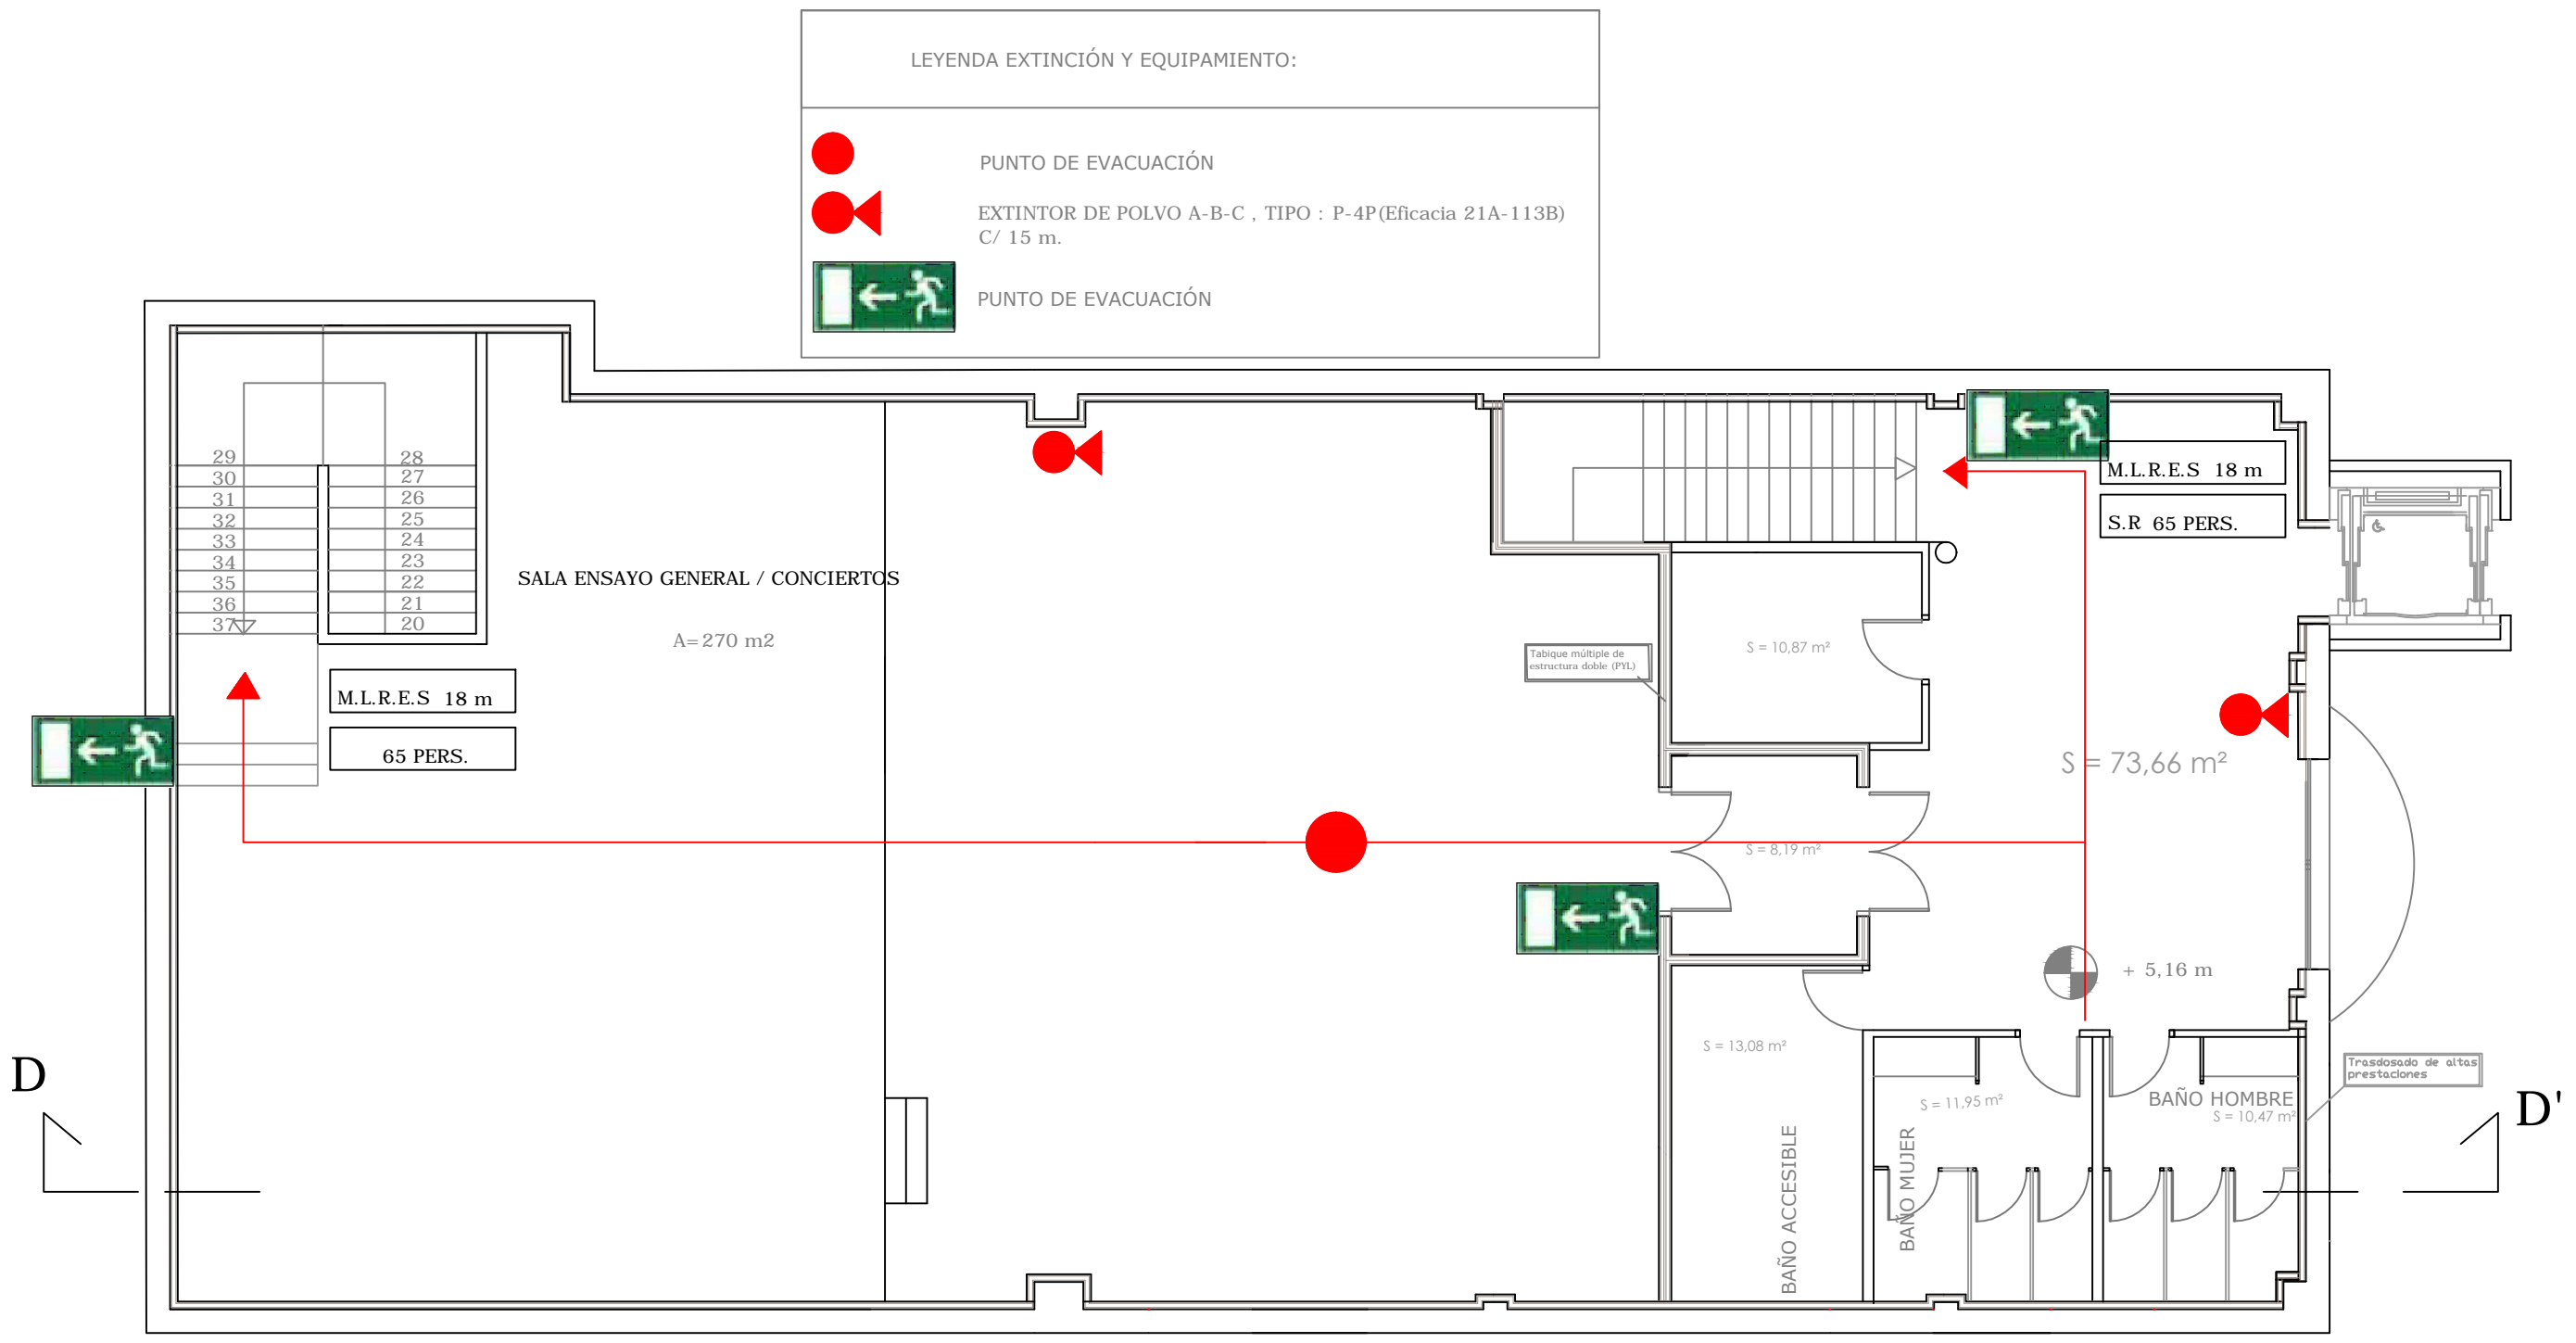 LEYENDA EXTINCIÓN Y EQUIPAMIENTO:
PUNTO DE EVACUACIÓN
EXTINTOR DE POLVO A-B-C , TIPO : P-4P(Eficacia 21A-113B)
C/ 15 m.
PUNTO DE EVACUACIÓN
29
30
31
32
33
34
35
36
37
28
27
26
25
24
23
22
21
20
SALA ENSAYO GENERAL / CONCIERTOS
A=270 m2
M.L.R.E.S 18 m
65 PERS.
M.L.R.E.S 18 m
S.R 65 PERS.
Tabique múltiple de
estructura doble (PYL)
S = 10,87 m²
S = 73,66 m²
S = 8,19 m²
+ 5,16 m
S = 13,08 m²
BAÑO ACCESIBLE
S = 11,95 m²
BAÑO MUJER
BAÑO HOMBRE
S = 10,47 m²
Trasdosado de altas
prestaciones
D
D'